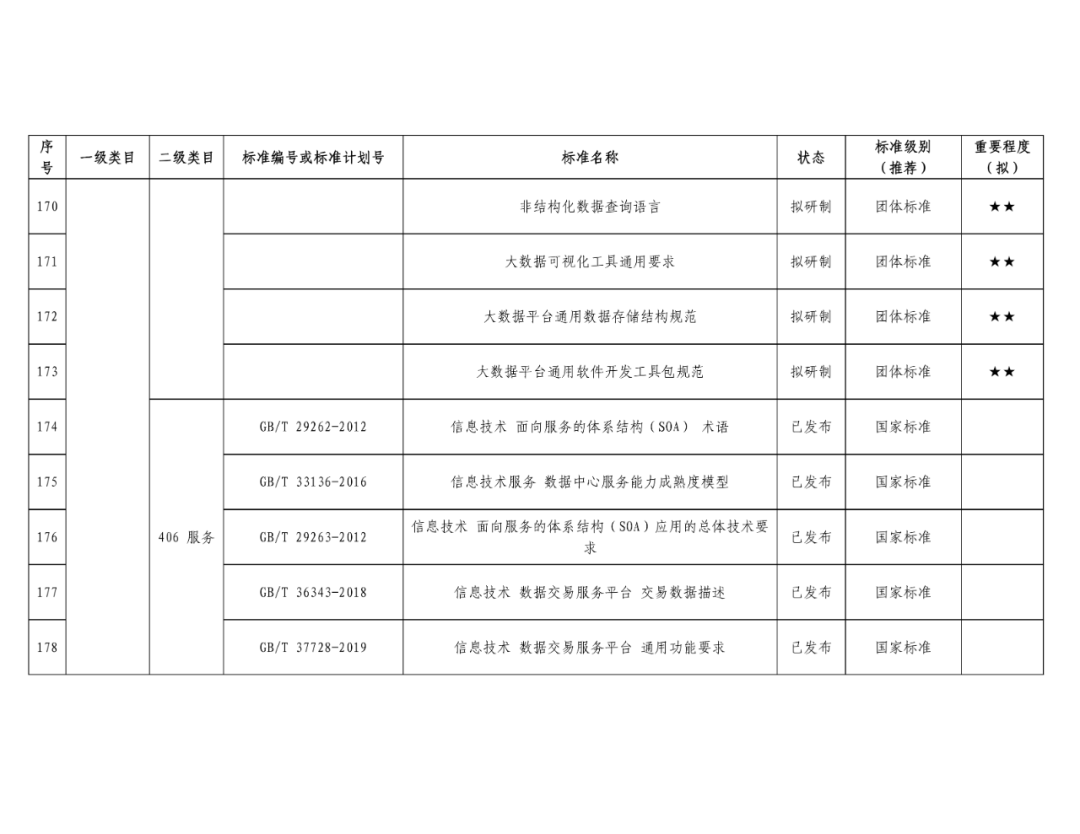 序号 一级类目 二级类目 标准编号或标准计划号 标准名称 状态 标准级别（推荐） 重要程度（拟）
170 非结构化数据查询语言 拟研制 团体标准 ★★
171 大数据可视化工具通用要求 拟研制 团体标准 ★★
172 大数据平台通用数据存储结构规范 拟研制 团体标准 ★★
173 大数据平台通用软件开发工具包规范 拟研制 团体标准 ★★
174 GB/T 29262-2012 信息技术 面向服务的体系结构（SOA） 术语 已发布 国家标准
175 GB/T 33136-2016 信息技术服务 数据中心服务能力成熟度模型 已发布 国家标准
176 406 服务 GB/T 29263-2012 信息技术 面向服务的体系结构（SOA）应用的总体技术要求 已发布 国家标准
177 GB/T 36343-2018 信息技术 数据交易服务平台 交易数据描述 已发布 国家标准
178 GB/T 37728-2019 信息技术 数据交易服务平台 通用功能要求 已发布 国家标准